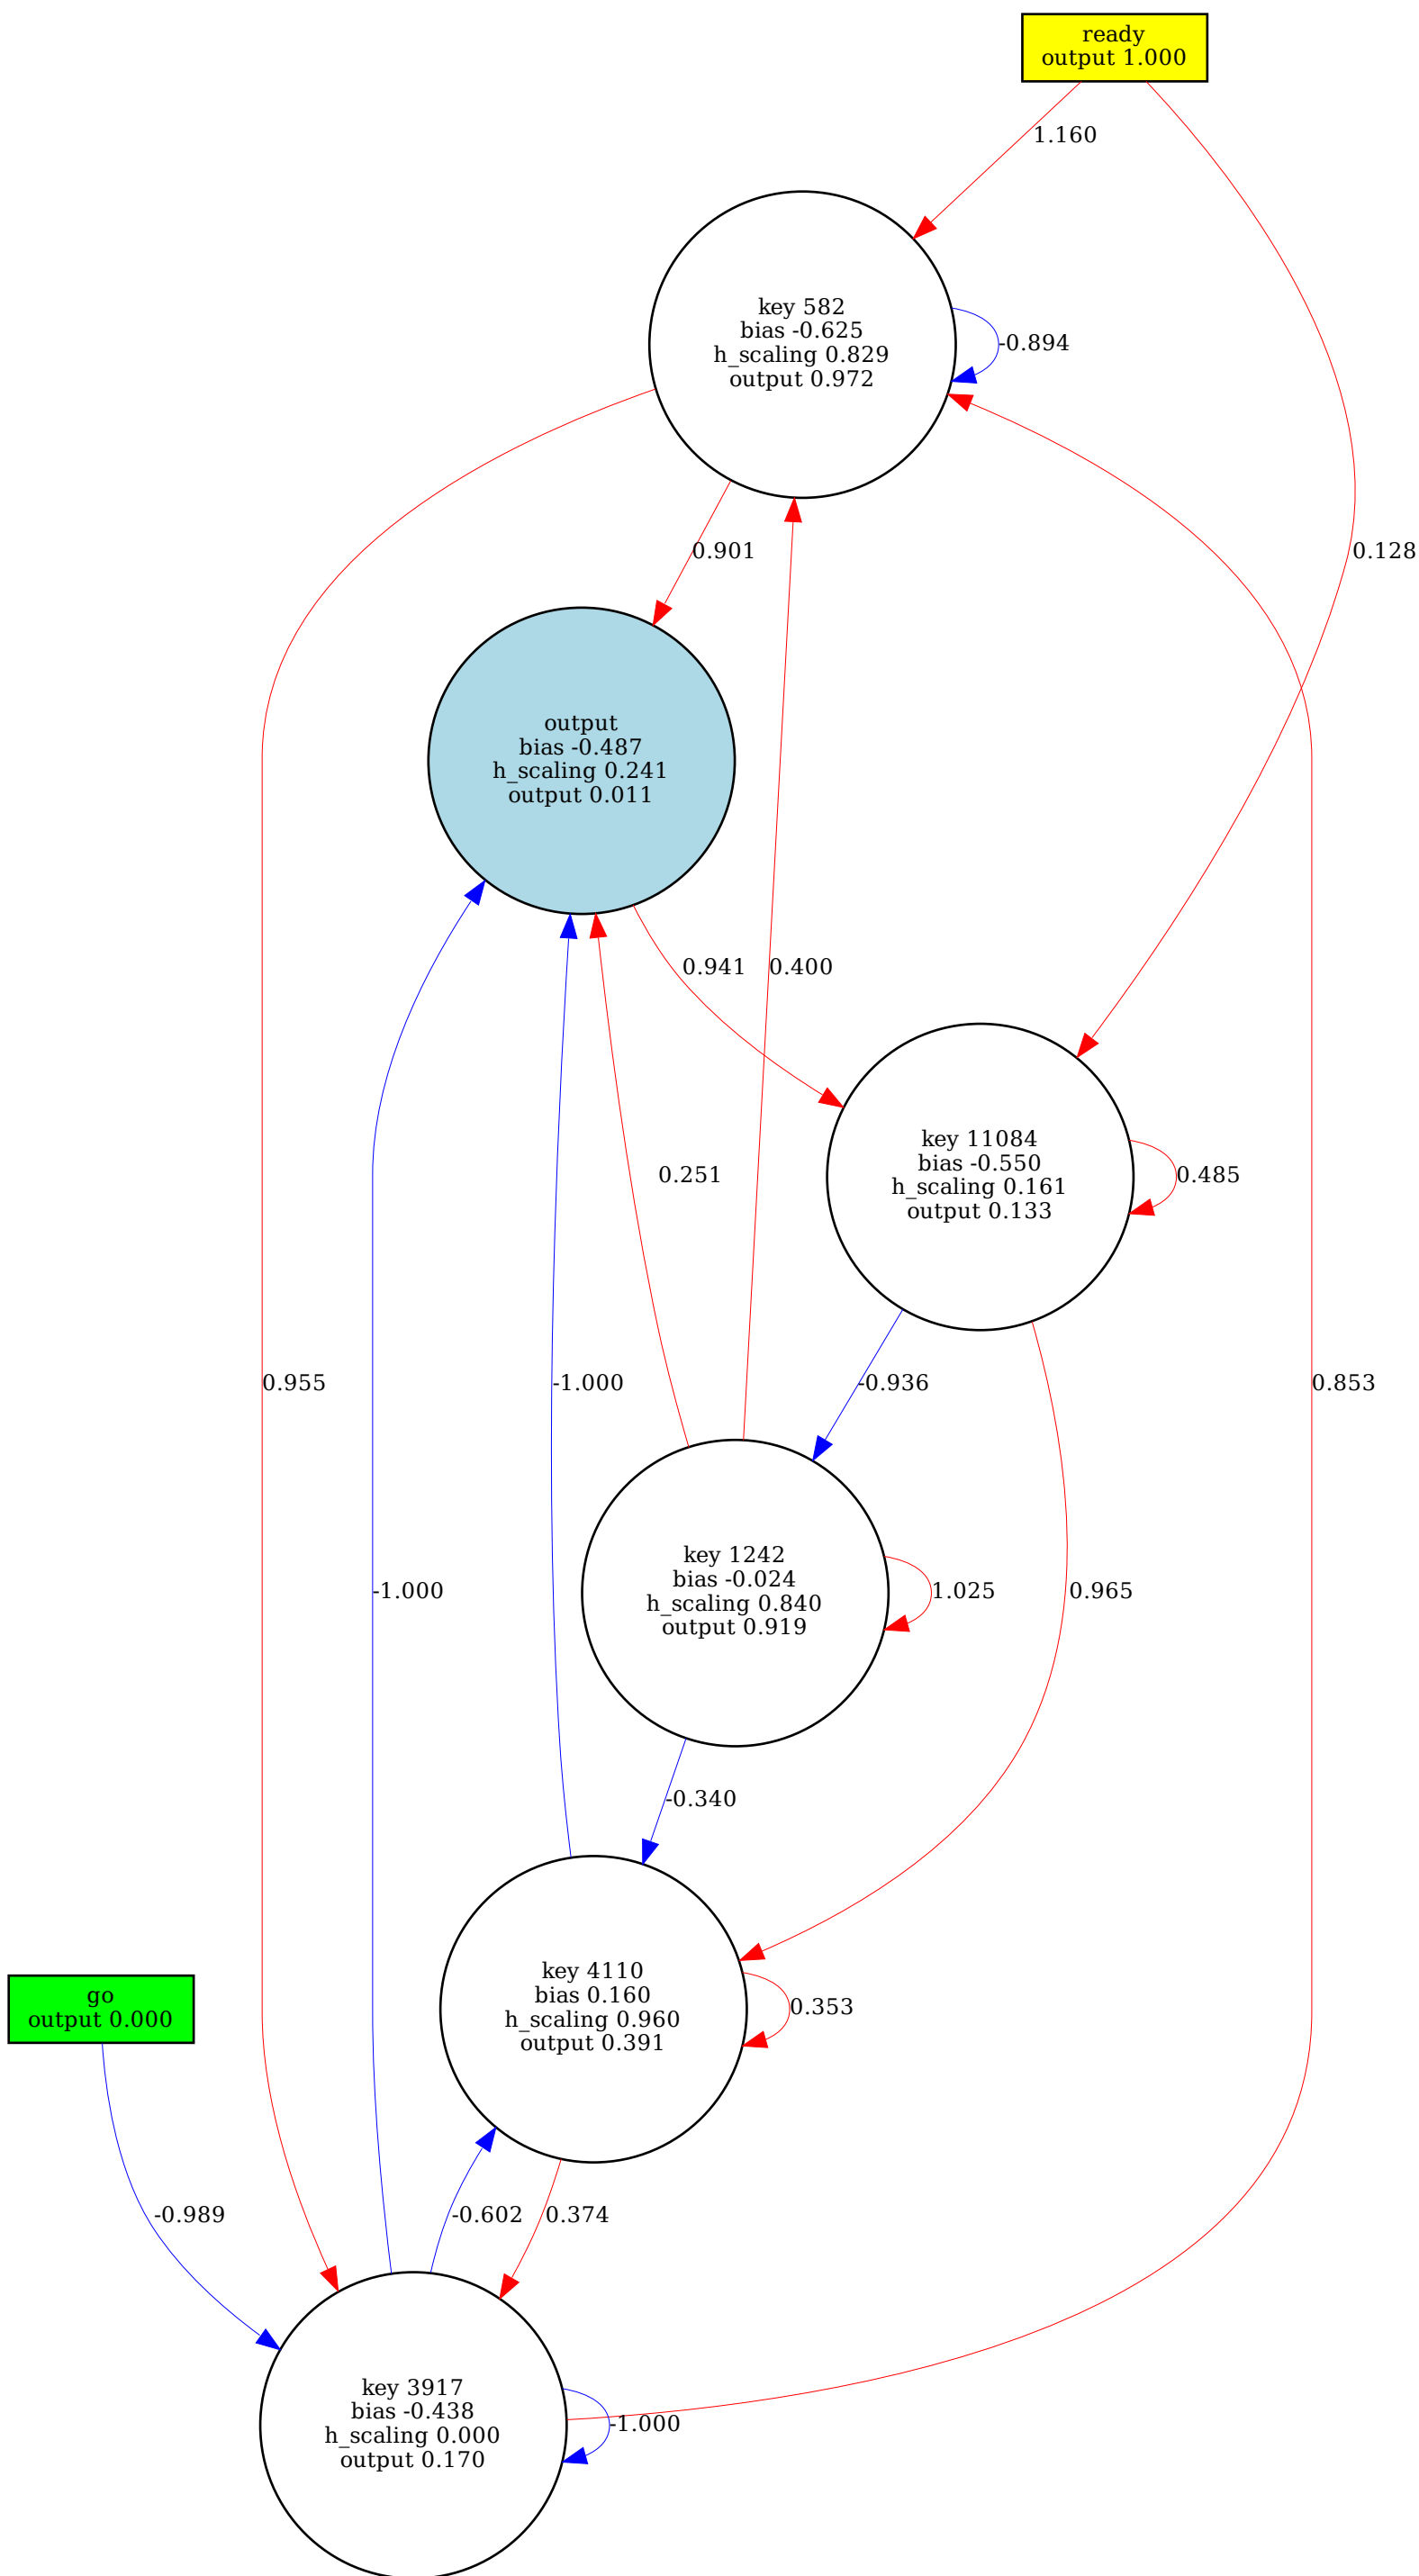 ready
output 1.000
1.160
key 582
bias -0.625
h_scaling 0.829
output 0.972
-0.894
0.901
0.128
output
bias -0.487
h_scaling 0.241
output 0.011
0.941
0.400
key 11084
bias -0.550
h_scaling 0.161
output 0.133
0.251
0.485
0.955
-1.000
-0.936
0.853
key 1242
bias -0.024
h_scaling 0.840
output 0.919
-1.000
1.025
0.965
-0.340
key 4110
bias 0.160
h_scaling 0.960
output 0.391
go
output 0.000
0.353
-0.989
-0.602
0.374
key 3917
bias -0.438
h_scaling 0.000
output 0.170
-1.000